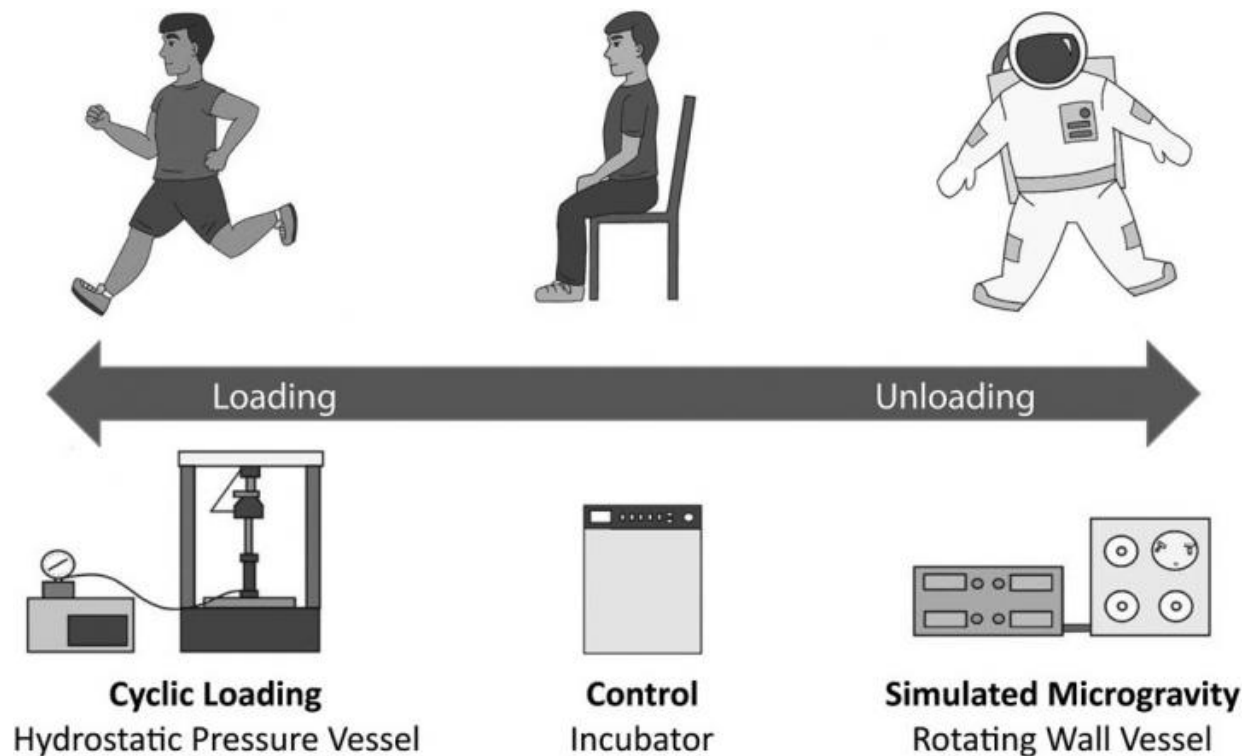 Loading
Unloading
Cyclic Loading
Hydrostatic Pressure Vessel
Control
Incubator
Simulated Microgravity
Rotating Wall Vessel